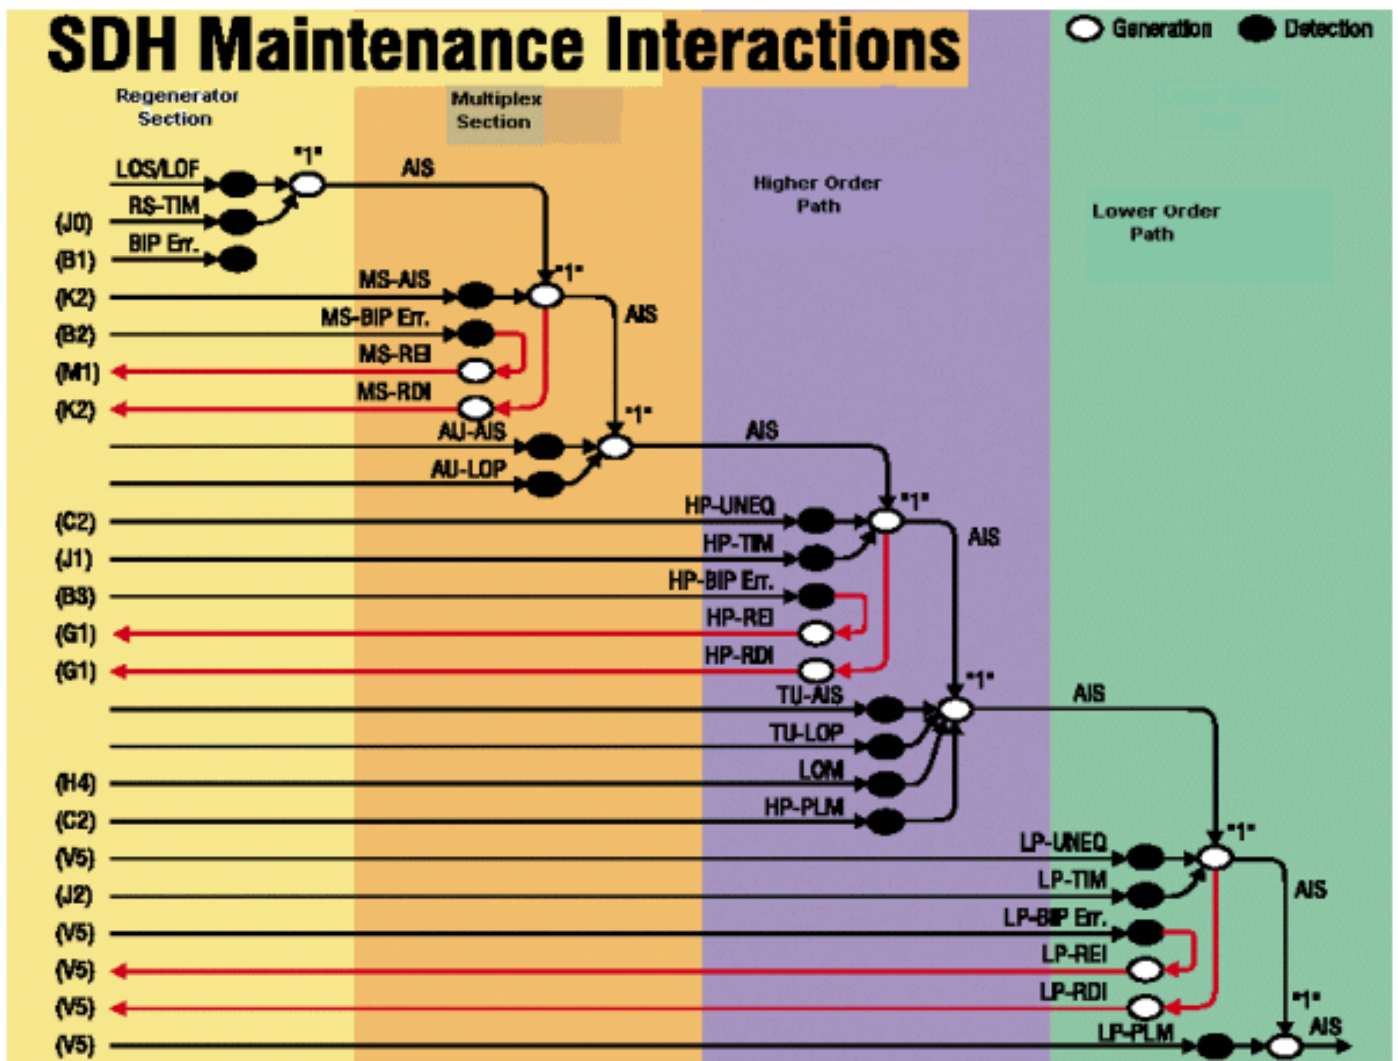 SDH Maintenance Interactions
Generation
Detection
Regenerator
Section
Multiplex
Section
Higher Order
Path
Lower Order
Path
LOS/LOF
"1"
AIS
(J0)
RS-TIM
(B1)
BIP Err.
(K2)
MS-AIS
"1"
AIS
(B2)
MS-BIP Err.
(M1)
MS-REI
(K2)
MS-RDI
"1"
AU-AIS
AIS
AU-LOP
(C2)
HP-UNEQ
"1"
AIS
(J1)
HP-TIM
(B3)
HP-BIP Err.
(G1)
HP-REI
(G1)
HP-RDI
TU-AIS
"1"
AIS
TU-LOP
(H4)
LOM
(C2)
HP-PLM
(V5)
LP-UNEQ
"1"
AIS
(J2)
LP-TIM
(V5)
LP-BIP Err.
(V5)
LP-REI
(V5)
LP-RDI
"1"
(V5)
LP-PLM
AIS